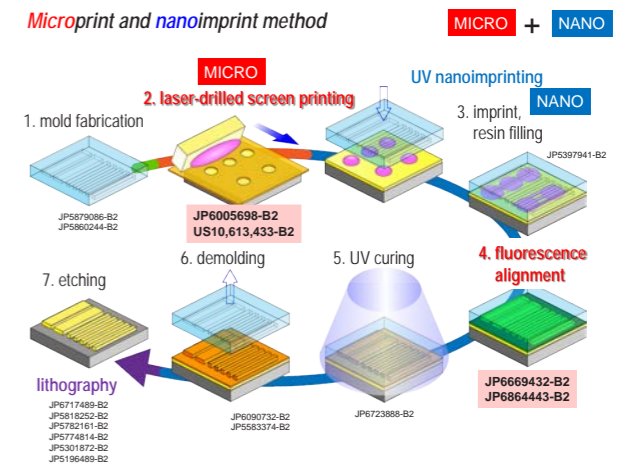 Microprint and nanoimprint method
MICRO + NANO
MICRO
2. laser-drilled screen printing
UV nanoimprinting
1. mold fabrication
3. imprint,
NANO
resin filling
JP5397941-B2
JP5879086-B2
JP5860244-B2
JP6005698-B2
US10,613,433-B2
4. fluorescence
alignment
7. etching
6. demolding
5. UV curing
lithography
JP6717489-B2
JP5818252-B2
JP5782161-B2
JP5774814-B2
JP5301872-B2
JP5196489-B2
JP6090732-B2
JP5583374-B2
JP6723888-B2
JP6669432-B2
JP6864443-B2